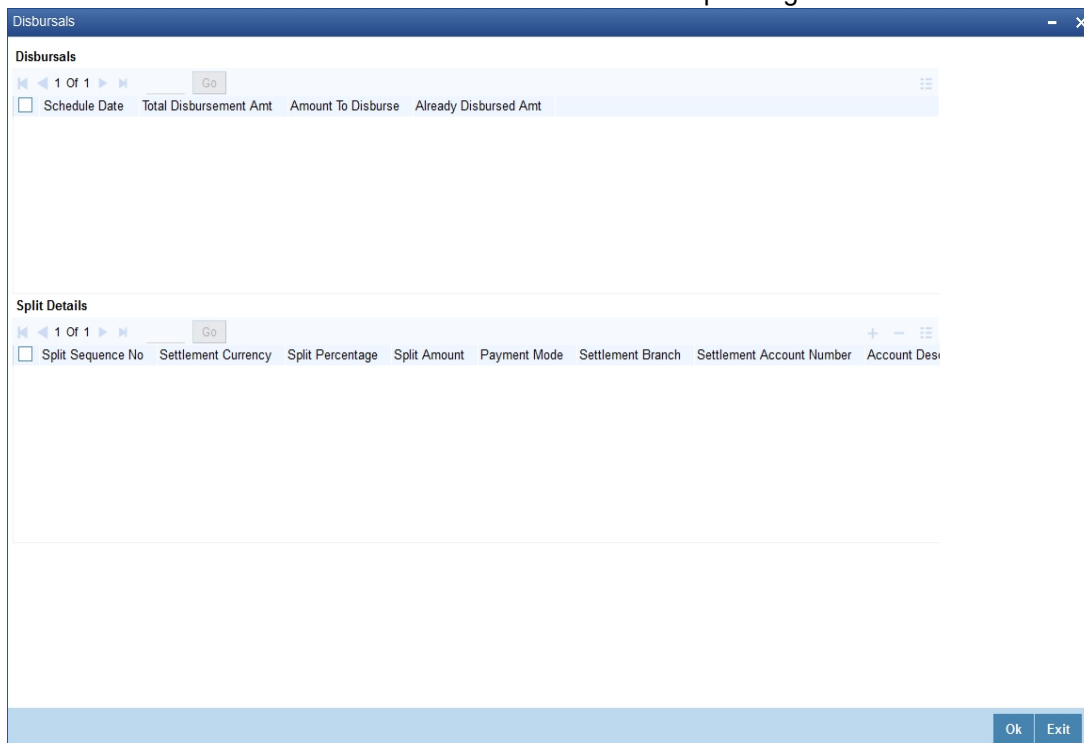 Disbursals
Disbursals
1 Of 1 Go
Schedule Date Total Disbursement Amt Amount To Disburse Already Disbursed Amt
Split Details
1 Of 1 Go
Split Sequence No Settlement Currency Split Percentage Split Amount Payment Mode Settlement Branch Settlement Account Number Account
Ok Exit